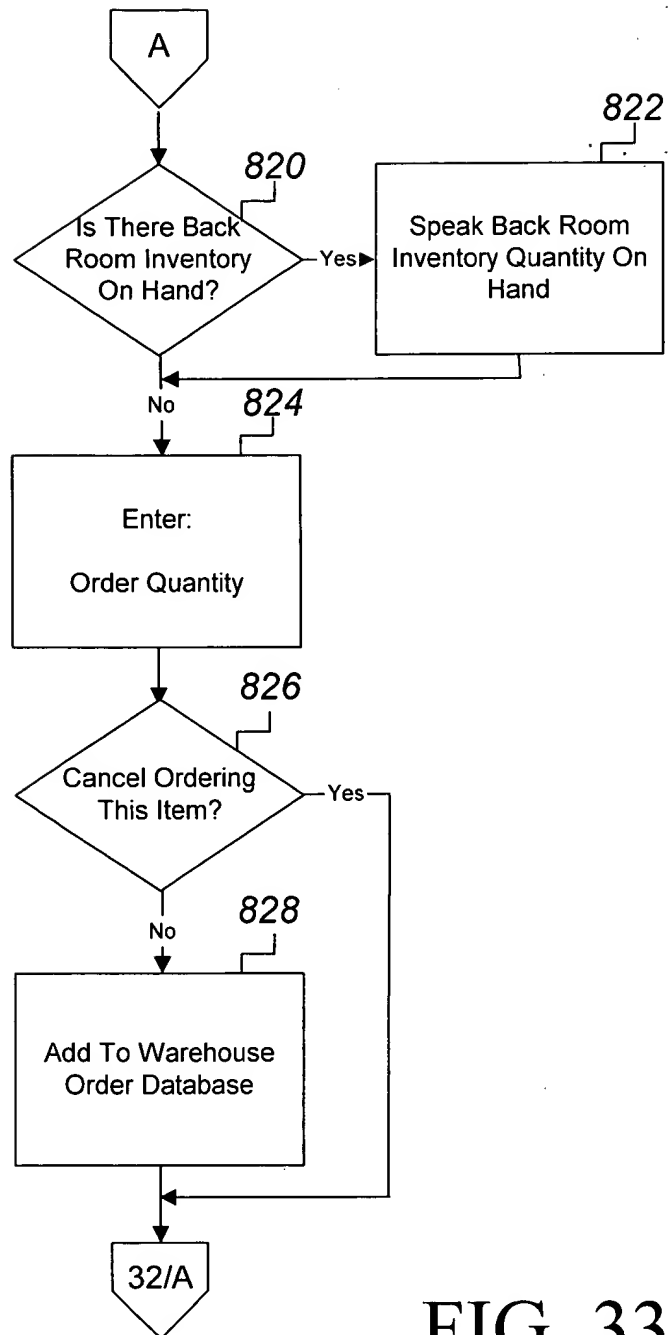 A
820
Is There Back
Room Inventory
On Hand?
Yes
822
Speak Back Room
Inventory Quantity On
Hand
No
824
Enter:
Order Quantity
826
Cancel Ordering
This Item?
Yes
No
828
Add To Warehouse
Order Database
32/A
FIG. 33